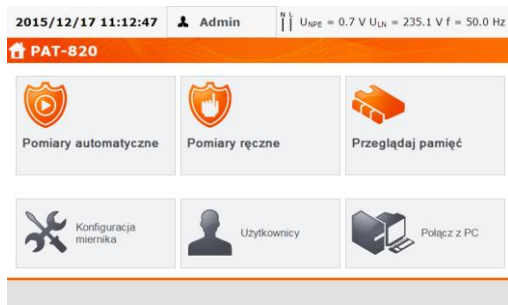 2015/12/17 11:12:47 Admin N L UNPE = 0.7 V ULN = 235.1 V f = 50.0 Hz
PAT-820
Pomiary automatyczne Pomiary ręczne Przeglądaj pamięć
Konfiguracja
miernika
Użytkownicy
Połącz z PC